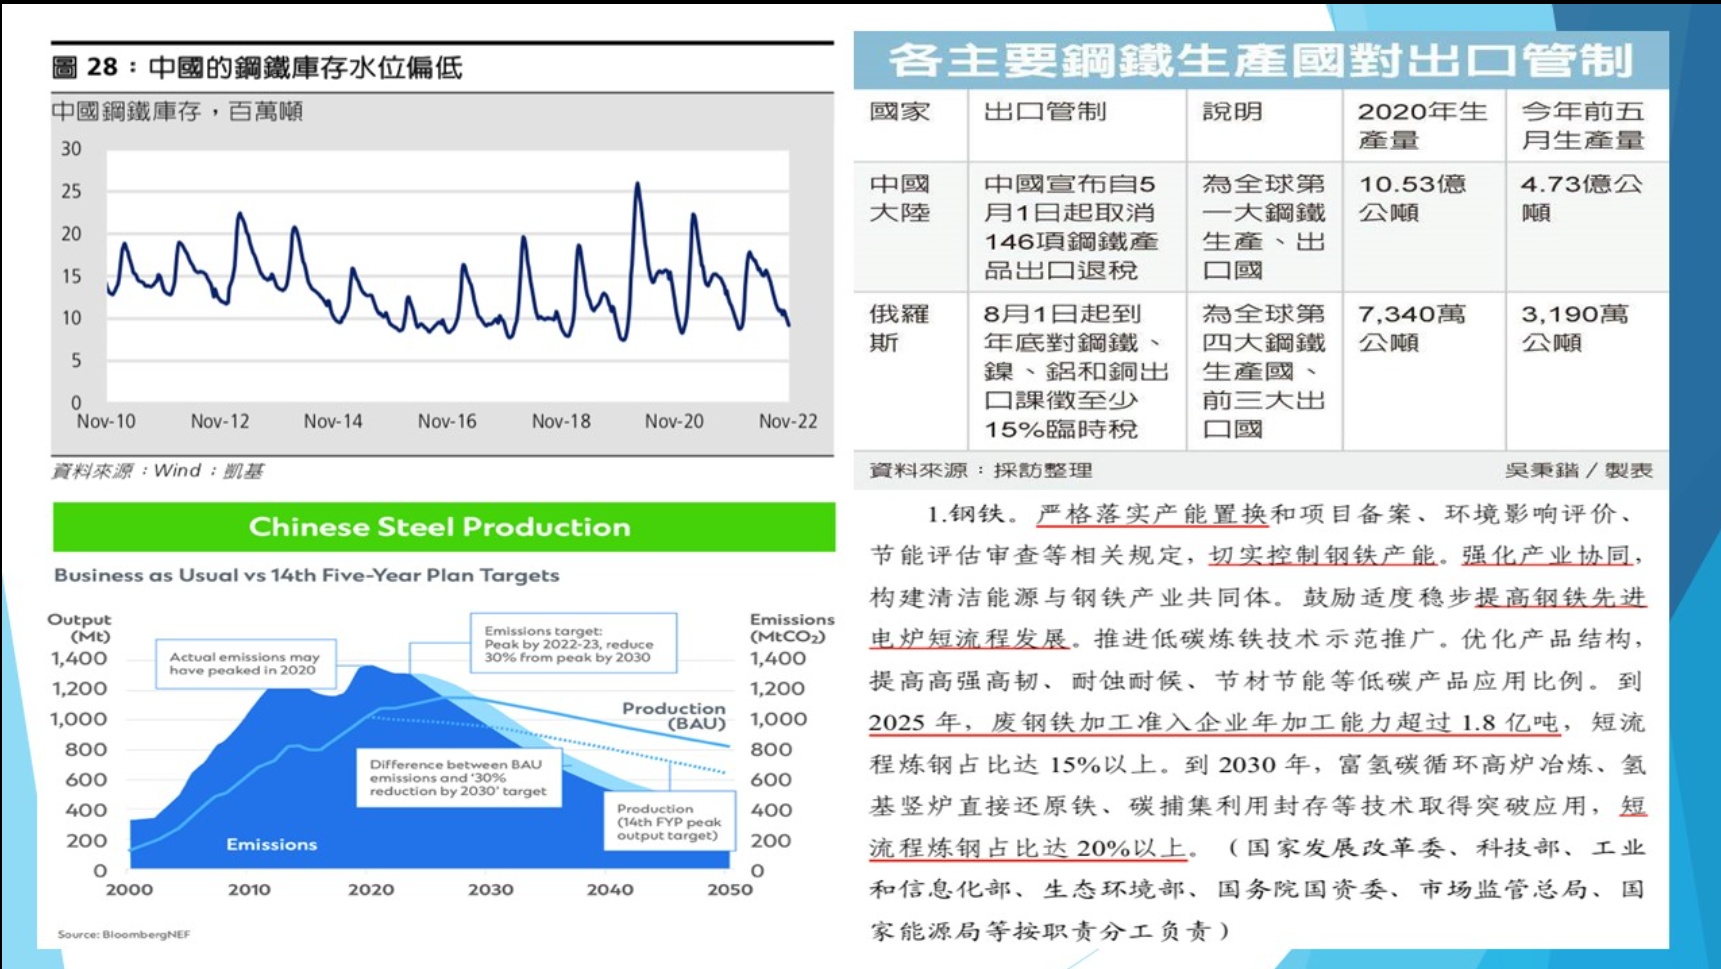 圖 28：中國的鋼鐵庫存水位偏低
中國鋼鐵庫存，百萬噸
30
25
20
15
10
5
0
Nov-10 Nov-12 Nov-14 Nov-16 Nov-18 Nov-20 Nov-22
資料來源：Wind；凱基
Chinese Steel Production
Business as Usual vs 14th Five-Year Plan Targets
Output
(Mt)
1,400
1,200
1,000
800
600
400
200
0
Actual emissions may
have peaked in 2020
Emissions target:
Peak by 2022-23, reduce
30% from peak by 2030
Emissions
(MtCO₂)
1,400
1,200
1,000
800
600
400
200
0
Production
(BAU)
Difference between BAU
emissions and ‘30%
reduction by 2030’ target
Production
(14th FYP peak
output target)
Emissions
2000 2010 2020 2030 2040 2050
Source: BloombergNEF
各主要鋼鐵生產國對出口管制
國家 出口管制 說明 2020年生 今年前五
產量 月生產量
中國 中國宣布自5 為全球第 10.53億 4.73億公
大陸 月1日起取消 一大鋼鐵 公噸 噸
146項鋼鐵產 生產、出
品出口退稅 口國
俄羅 8月1日起到 為全球第 7,340萬 3,190萬
斯 年底對鋼鐵、 四大鋼鐵 公噸 公噸
鎳、鋁和銅出 生產國、
口課徵至少 前三大出
15%臨時稅 口國
資料來源：採訪整理 吳秉鍇／製表
1.钢铁。严格落实产能置换和项目备案、环境影响评价、
节能评估审查等相关规定，切实控制钢铁产能。强化产业协同，
构建清洁能源与钢铁产业共同体。鼓励适度稳步提高钢铁先进
电炉短流程发展。推进低碳炼铁技术示范推广。优化产品结构，
提高高强高韧、耐蚀耐候、节材节能等低碳产品应用比例。到
2025 年，废钢铁加工准入企业年加工能力超过 1.8 亿吨，短流
程炼钢占比达 15%以上。到 2030 年，富氢碳循环高炉冶炼、氢
基竖炉直接还原铁、碳捕集利用封存等技术取得突破应用，短
流程炼钢占比达 20%以上。（国家发展改革委、科技部、工业
和信息化部、生态环境部、国务院国资委、市场监管总局、国
家能源局等按职责分工负责）